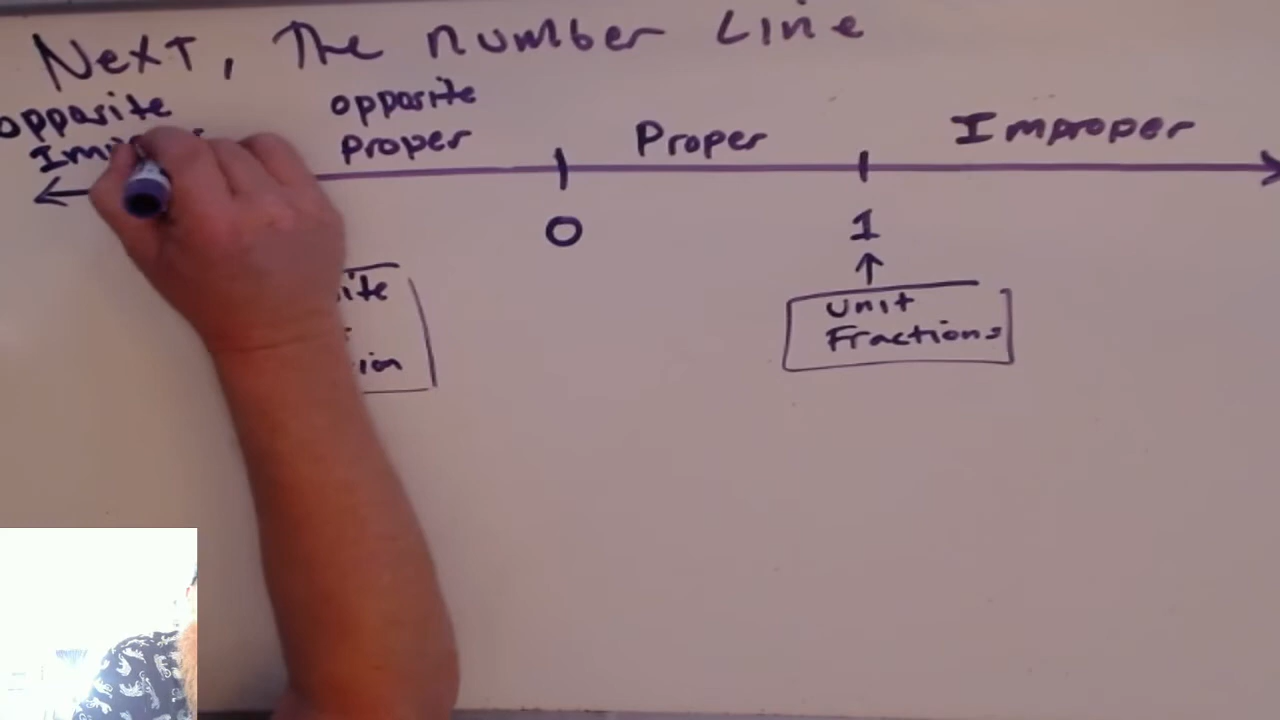 Next, The number Line
opposite
opposite
proper
Proper
Improper
0
1
unit
Fractions